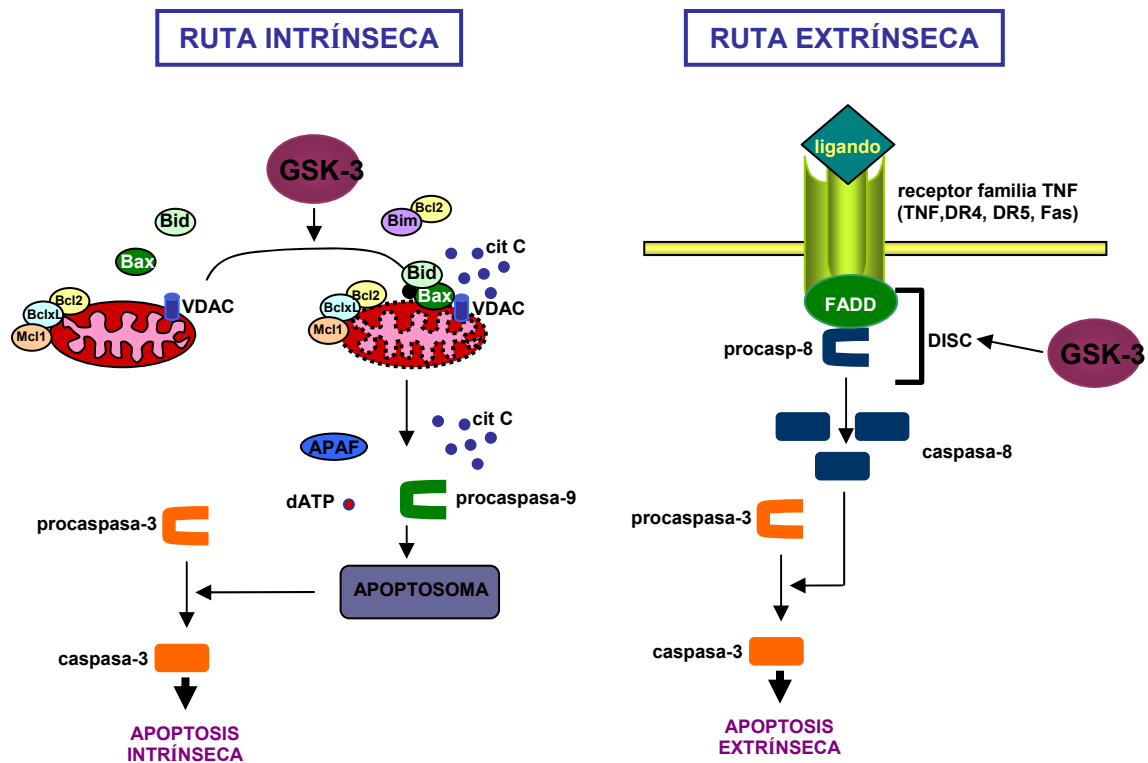 RUTA INTRÍNSECA
GSK-3
Bid
Bax
Bcl2
BclxL
Mcl1
VDAC
Bim
Bcl2
cit C
Bid
Bax
Bcl2
BclxL
Mcl1
VDAC
cit C
APAF
dATP
procaspasa-9
procaspasa-3
APOPTOSOMA
caspasa-3
APOPTOSIS
INTRÍNSECA
RUTA EXTRÍNSECA
ligando
receptor familia TNF
(TNF,DR4, DR5, Fas)
FADD
procasp-8
DISC
GSK-3
caspasa-8
procaspasa-3
caspasa-3
APOPTOSIS
EXTRÍNSECA